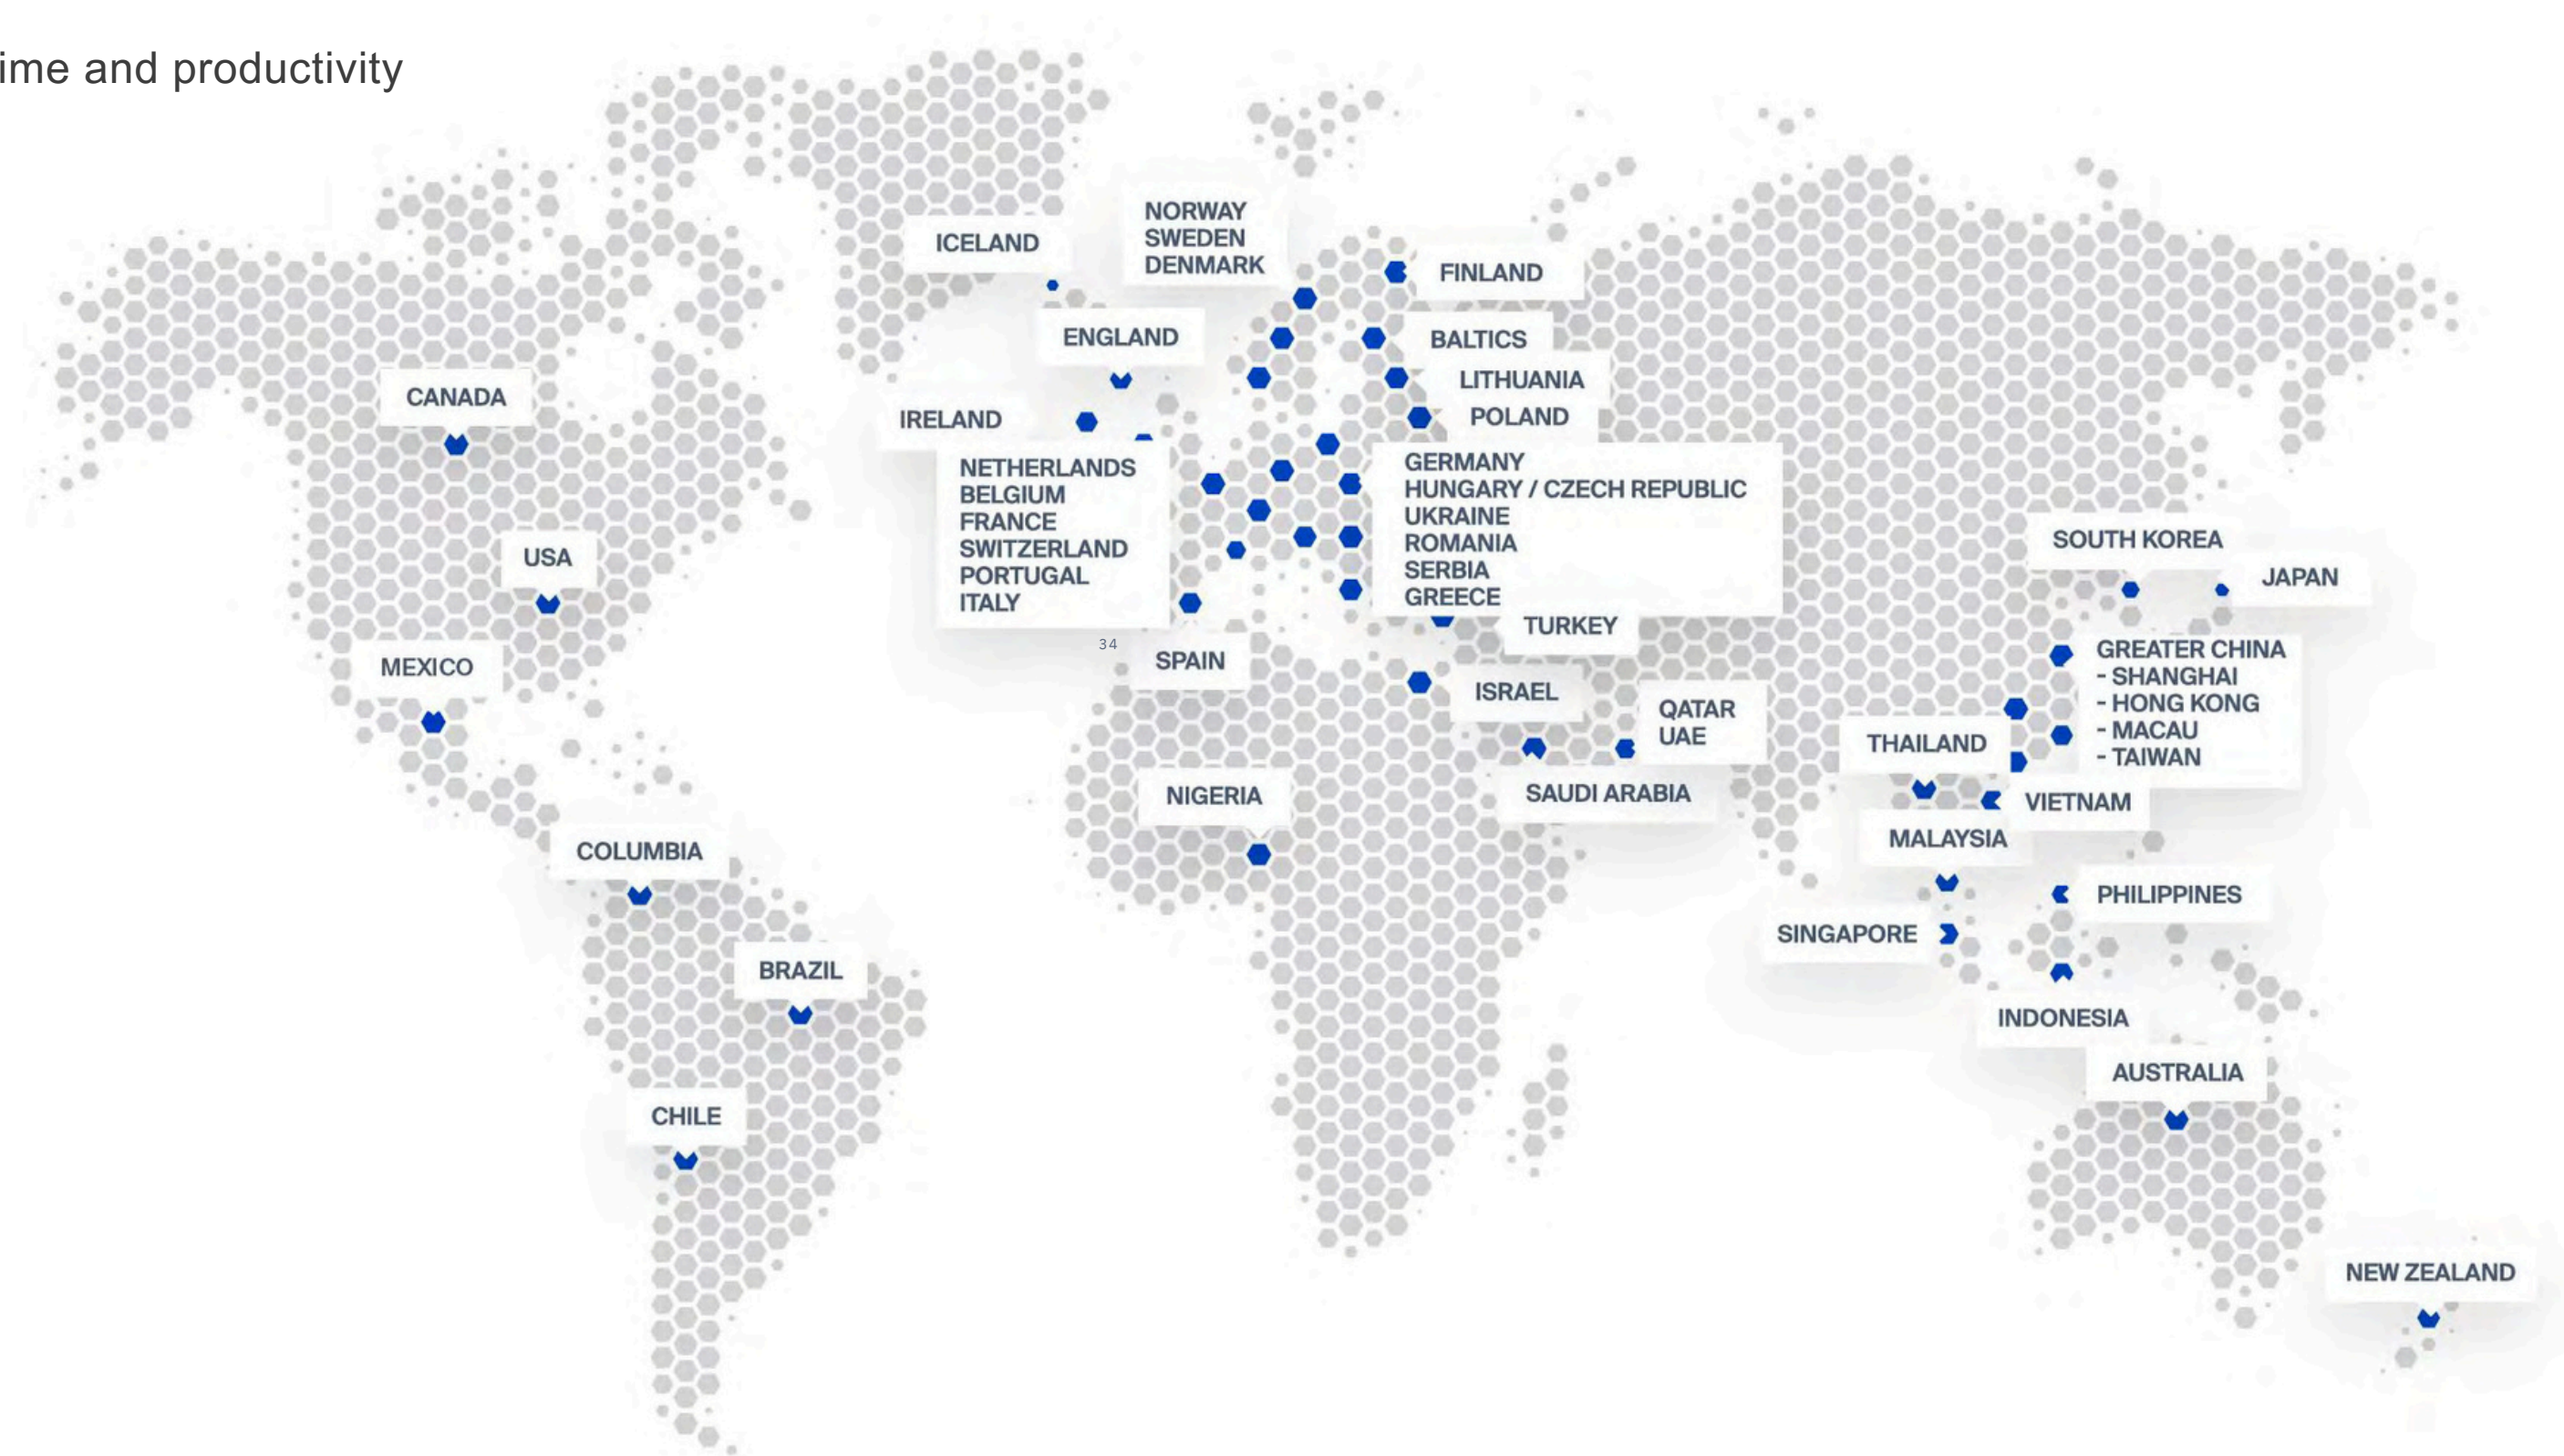 ime and productivity
NORWAY
SWEDEN
DENMARK
ICELAND
FINLAND
ENGLAND
BALTICS
LITHUANIA
CANADA
IRELAND
POLAND
NETHERLANDS
BELGIUM
FRANCE
SWITZERLAND
PORTUGAL
ITALY
GERMANY
HUNGARY / CZECH REPUBLIC
UKRAINE
ROMANIA
SERBIA
GREECE
USA
SOUTH KOREA
JAPAN
TURKEY
34
SPAIN
MEXICO
ISRAEL
QATAR
UAE
GREATER CHINA
- SHANGHAI
- HONG KONG
- MACAU
- TAIWAN
THAILAND
NIGERIA
SAUDI ARABIA
VIETNAM
MALAYSIA
COLUMBIA
PHILIPPINES
SINGAPORE
BRAZIL
INDONESIA
AUSTRALIA
CHILE
NEW ZEALAND